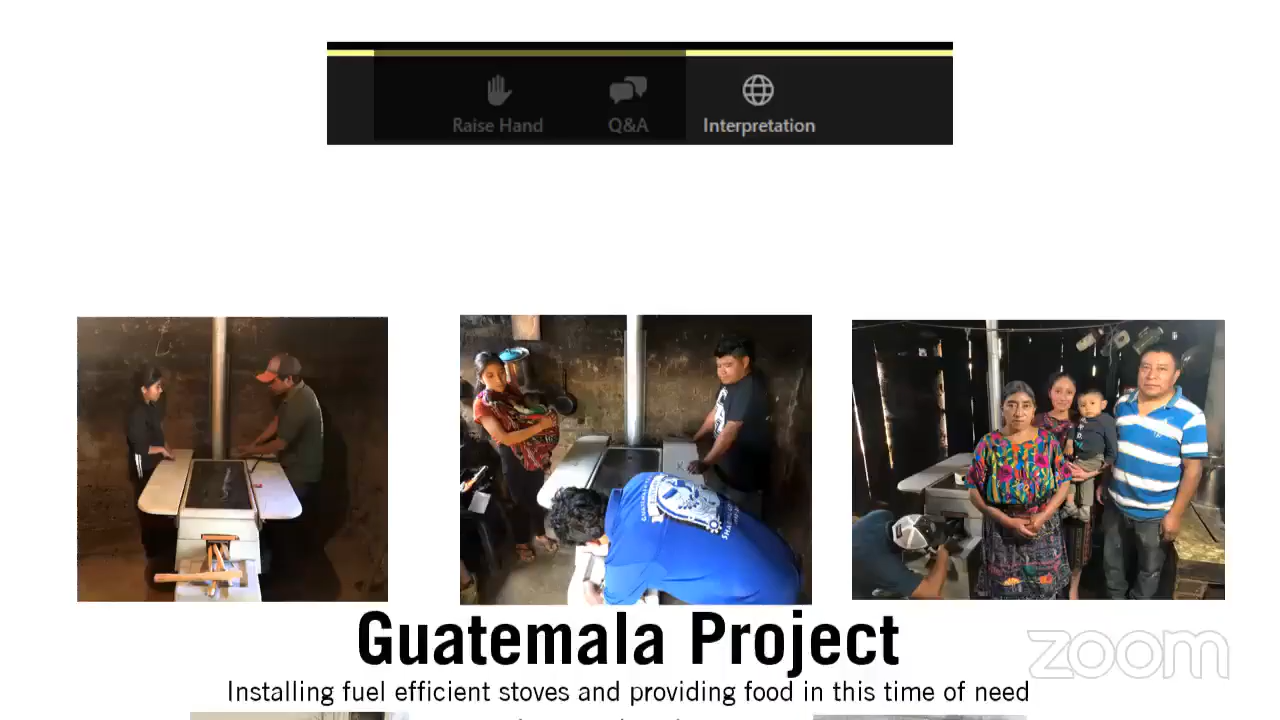 Raise Hand
Q&A
Interpretation
Guatemala Project
zoom
Installing fuel efficient stoves and providing food in this time of need